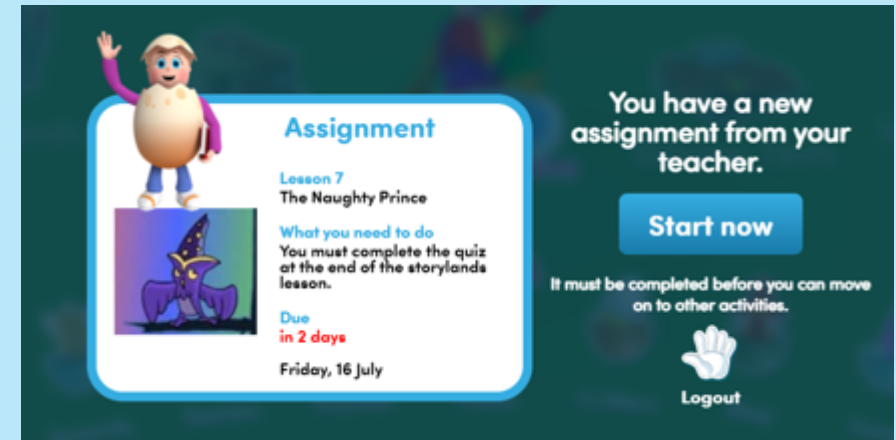 Assignment
Lesson 7
The Naughty Prince
What you need to do
You must complete the quiz
at the end of the storylands
lesson.
Due
in 2 days
Friday, 16 July
You have a new
assignment from your
teacher.
Start now
It must be completed before you can move
on to other activities.
Logout